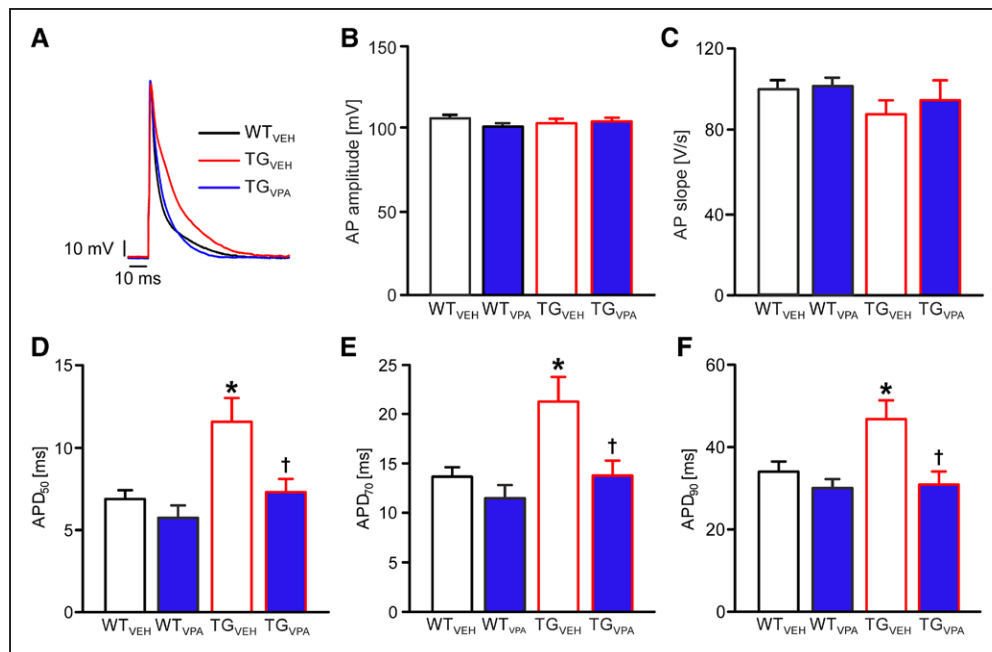 A
WT_VEH
TG_VEH
TG_VPA
10 mV
10 ms
B
AP amplitude [mV]
150
100
50
0
WT_VEH WT_VPA TG_VEH TG_VPA
C
AP slope [V/s]
120
80
40
0
WT_VEH WT_VPA TG_VEH TG_VPA
D
APD50 [ms]
15
10
5
0
*
†
WT_VEH WT_VPA TG_VEH TG_VPA
E
APD70 [ms]
25
20
15
10
5
0
*
†
WT_VEH WT_VPA TG_VEH TG_VPA
F
APD90 [ms]
60
40
20
0
*
†
WT_VEH WT_VPA TG_VEH TG_VPA